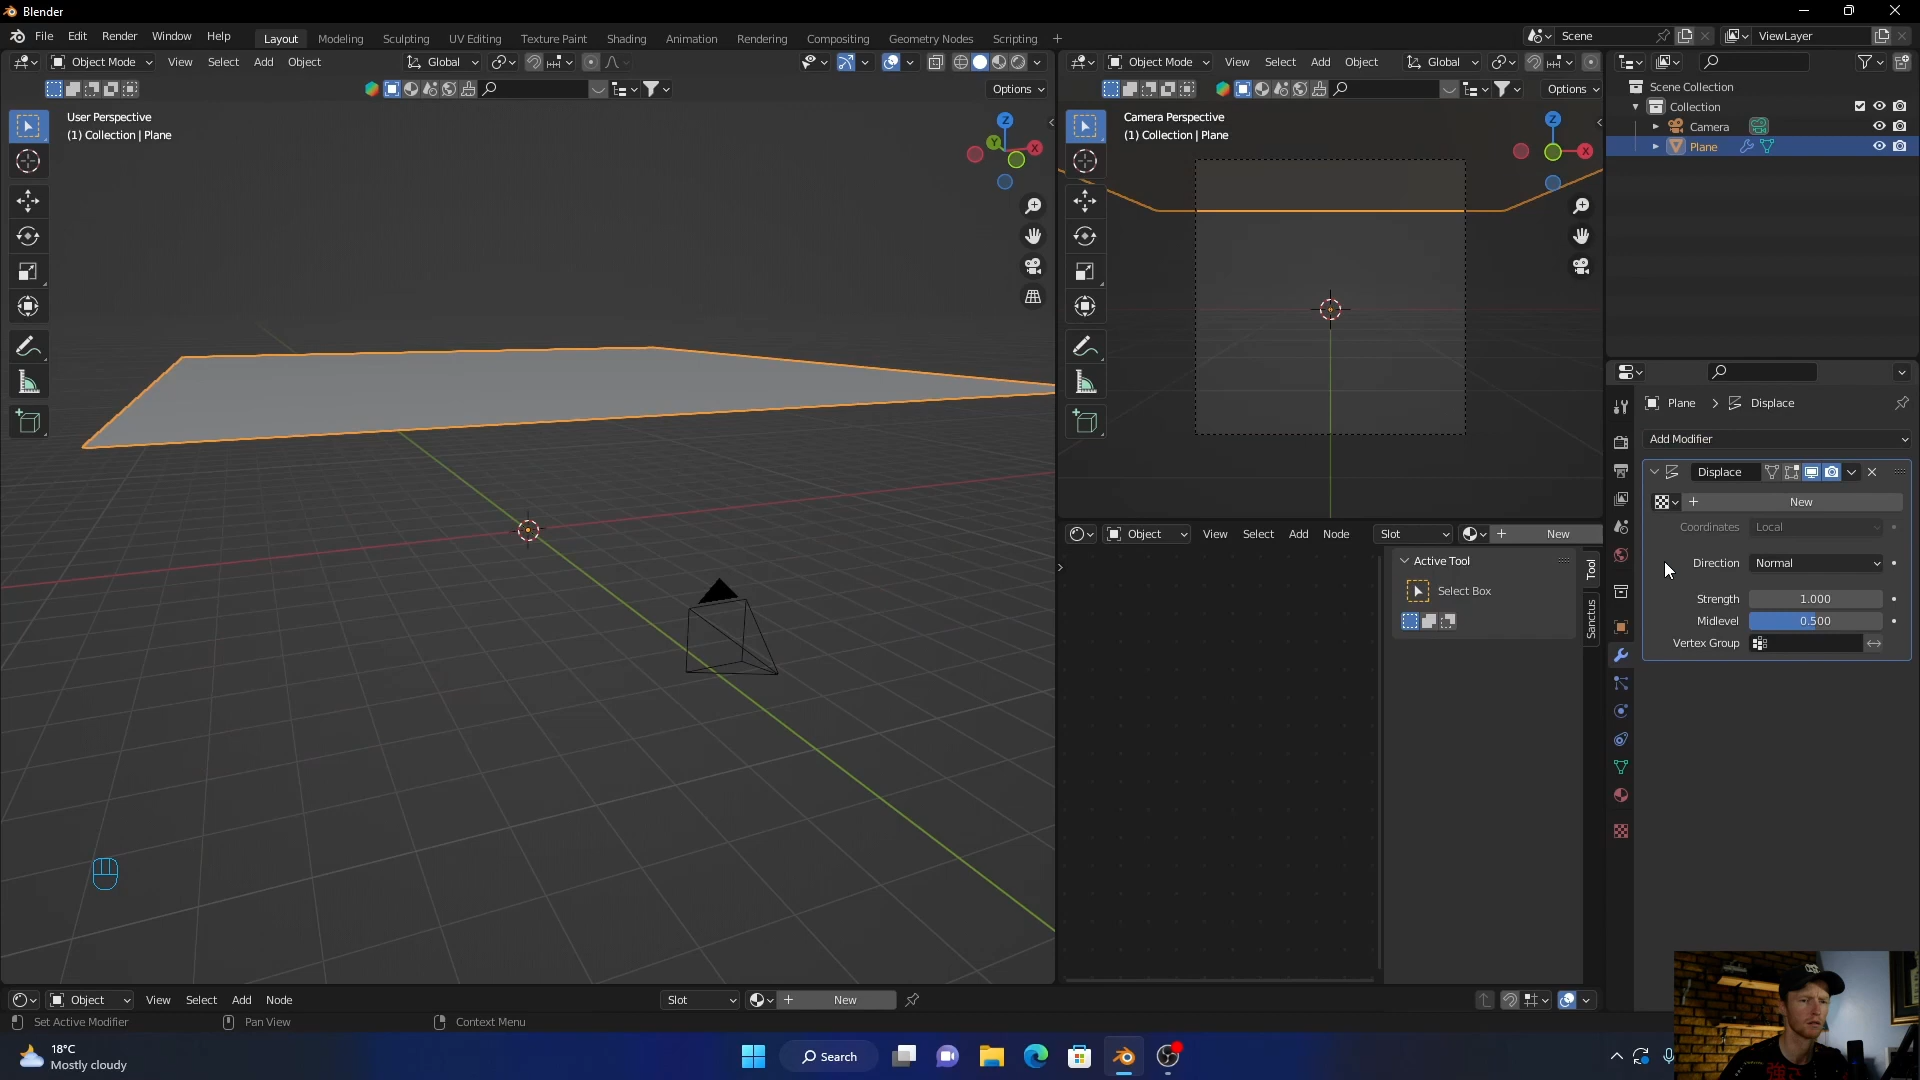 Blender
File Edit Render Window Help
Layout Modeling Sculpting UV Editing Texture Paint Shading Animation Rendering Compositing Geometry Nodes Scripting +
Scene
ViewLayer
Object Mode View Select Add Object
Global
Options
User Perspective
(1) Collection | Plane
Z
Y
X
Object Mode View Select Add Object
Global
Options
Camera Perspective
(1) Collection | Plane
Z
X
Scene Collection
Collection
Camera
Plane
Plane > Displace
Add Modifier
Displace
New
Coordinates Local
Direction Normal
Strength 1.000
Midlevel 0.500
Vertex Group
Object View Select Add Node
Slot
New
Active Tool
Select Box
Tool
Sanctus
Object View Select Add Node
Slot
New
Set Active Modifier
Pan View
Context Menu
18°C
Mostly cloudy
Search